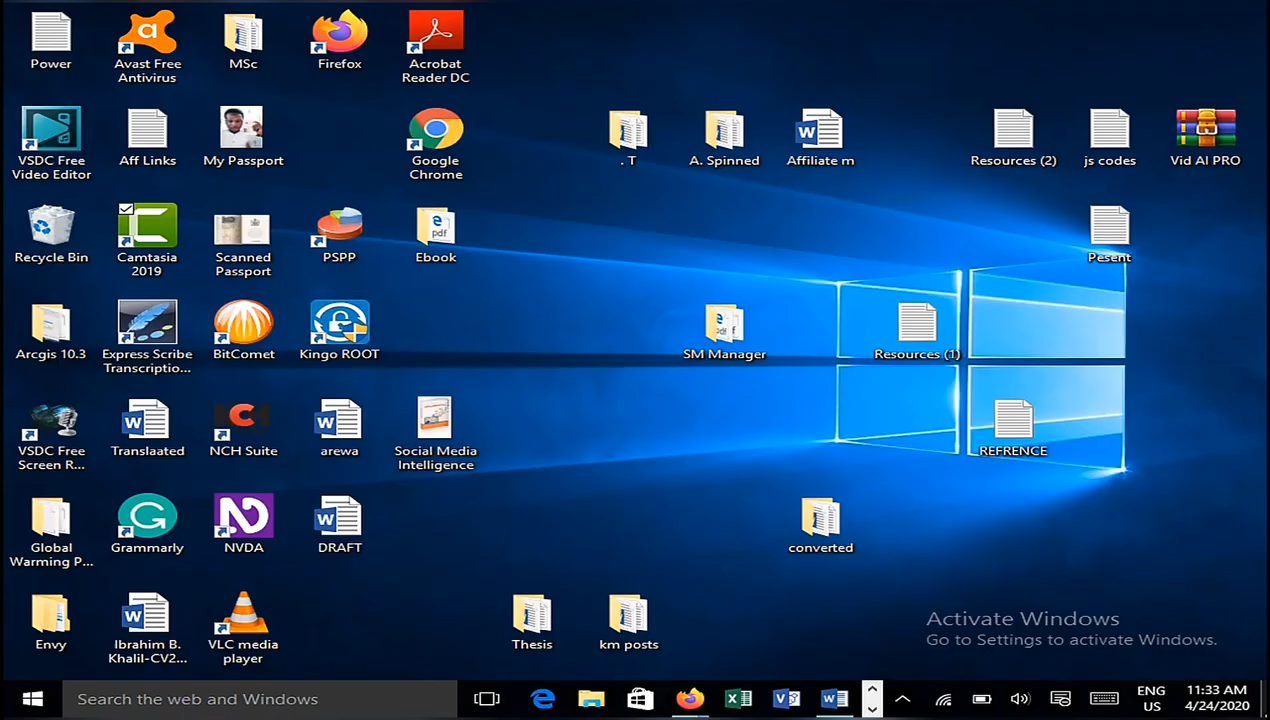 Power
Avast Free
Antivirus
MSc
Firefox
Acrobat
Reader DC
VSDC Free
Video Editor
Aff Links
My Passport
Google
Chrome
. T
A. Spinned
Affiliate m
Resources (2)
js codes
Vid AI PRO
Recycle Bin
Camtasia
2019
Scanned
Passport
PSPP
Ebook
Pesent
Arcgis 10.3
Express Scribe
Transcriptio...
BitComet
Kingo ROOT
SM Manager
Resources (1)
VSDC Free
Screen R...
Translaated
NCH Suite
arewa
Social Media
Intelligence
REFRENCE
Global
Warming P...
Grammarly
NVDA
DRAFT
converted
Envy
Ibrahim B.
Khalil-CV2...
VLC media
player
Thesis
km posts
Activate Windows
Go to Settings to activate Windows.
Search the web and Windows
ENG
US
11:33 AM
4/24/2020